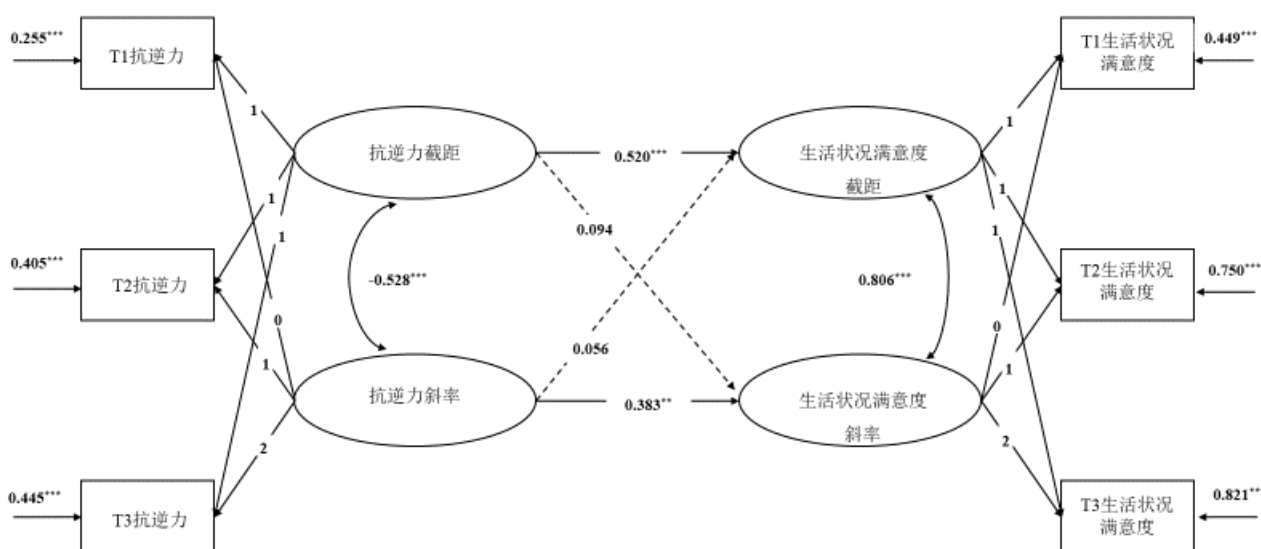 0.255***
T1抗逆力
T1生活状况
满意度
0.449***
1
1
抗逆力截距
0.520***
生活状况满意度
截距
1
1
1
0.094
1
0.405***
T2抗逆力
-0.528***
0.806***
T2生活状况
满意度
0.750***
0
0
0.056
1
1
抗逆力斜率
0.383**
生活状况满意度
斜率
2
2
0.445***
T3抗逆力
T3生活状况
满意度
0.821**